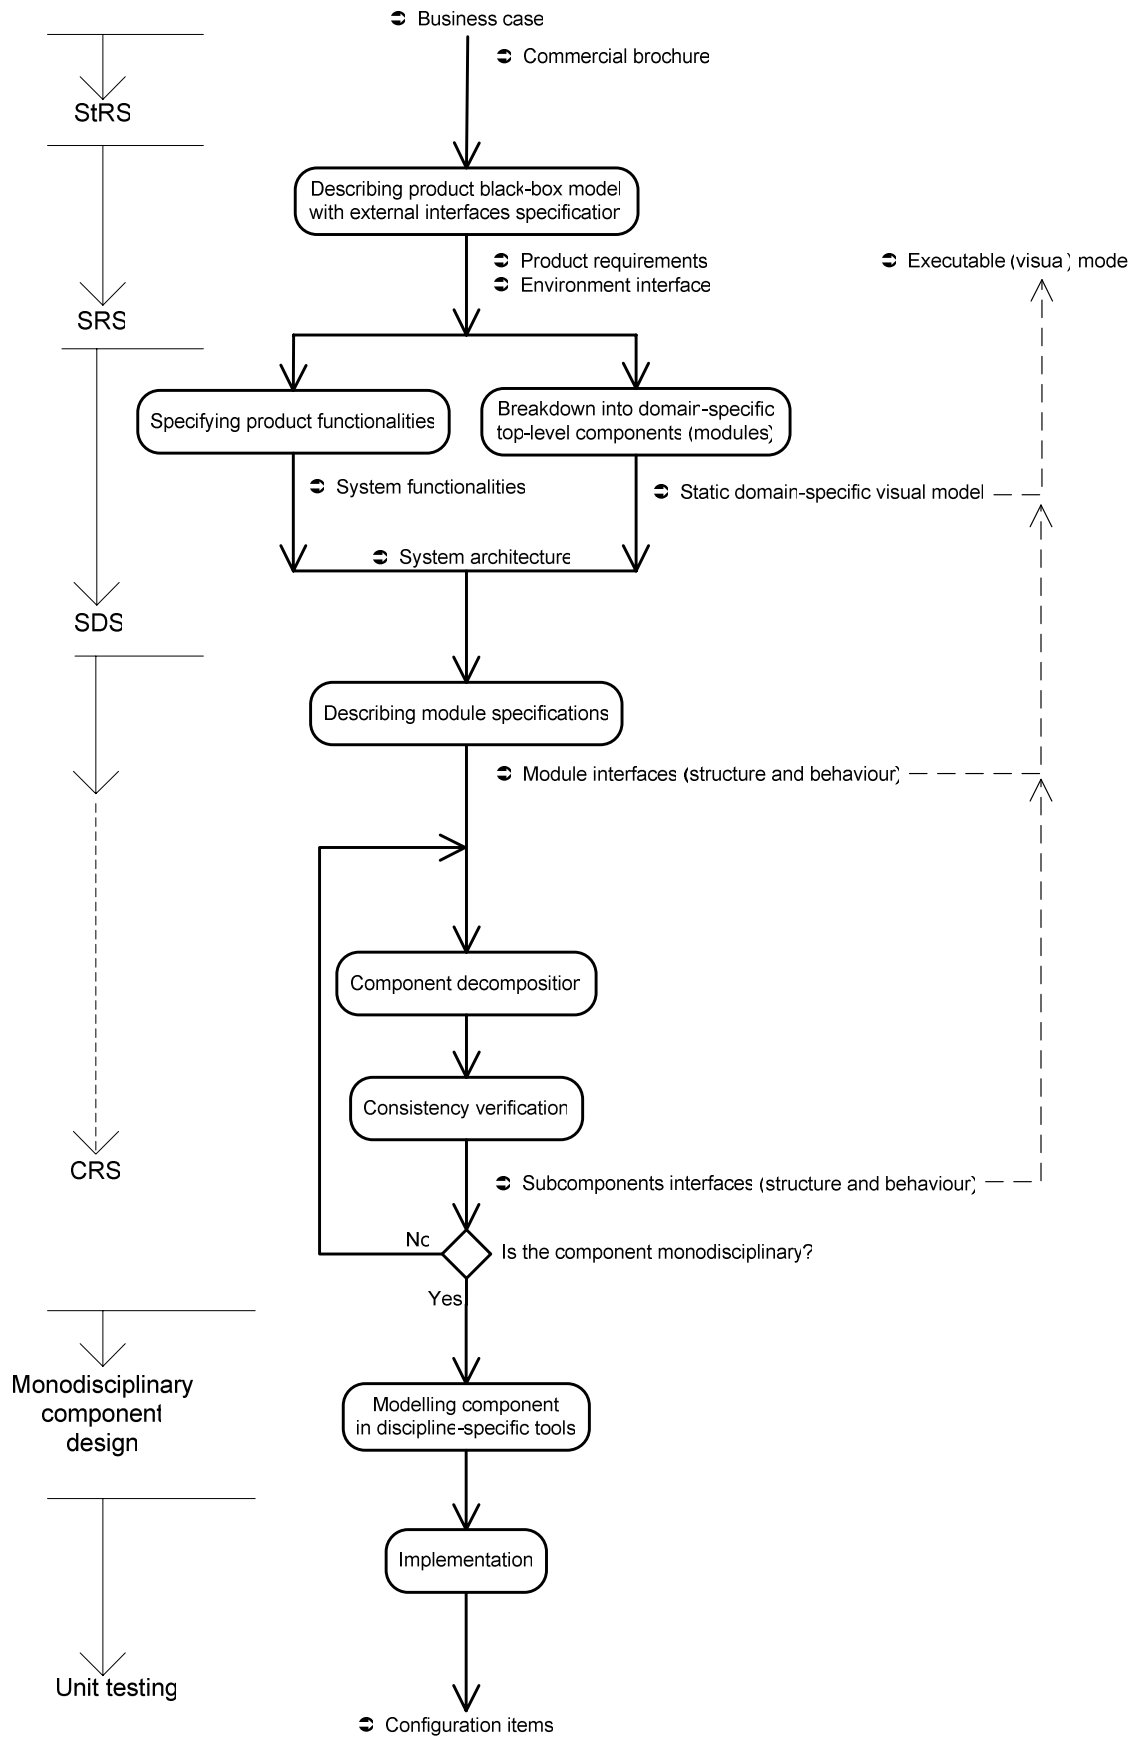 ➲ Business case
➲ Commercial brochure
StRS
Describing product black-box model
with external interfaces specification
➲ Product requirements
➲ Environment interface
➲ Executable (visua) mode
SRS
Specifying product functionalities
Breakdown into domain-specific
top-level components (modules)
➲ System functionalities
➲ Static domain-specific visual model
➲ System architecture
SDS
Describing module specifications
➲ Module interfaces (structure and behaviour)
Component decomposition
Consistency verification
CRS
➲ Subcomponents interfaces (structure and behaviour)
No
Is the component monodisciplinary?
Yes
Monodisciplinary
component
design
Modelling component
in discipline-specific tools
Implementation
Unit testing
➲ Configuration items